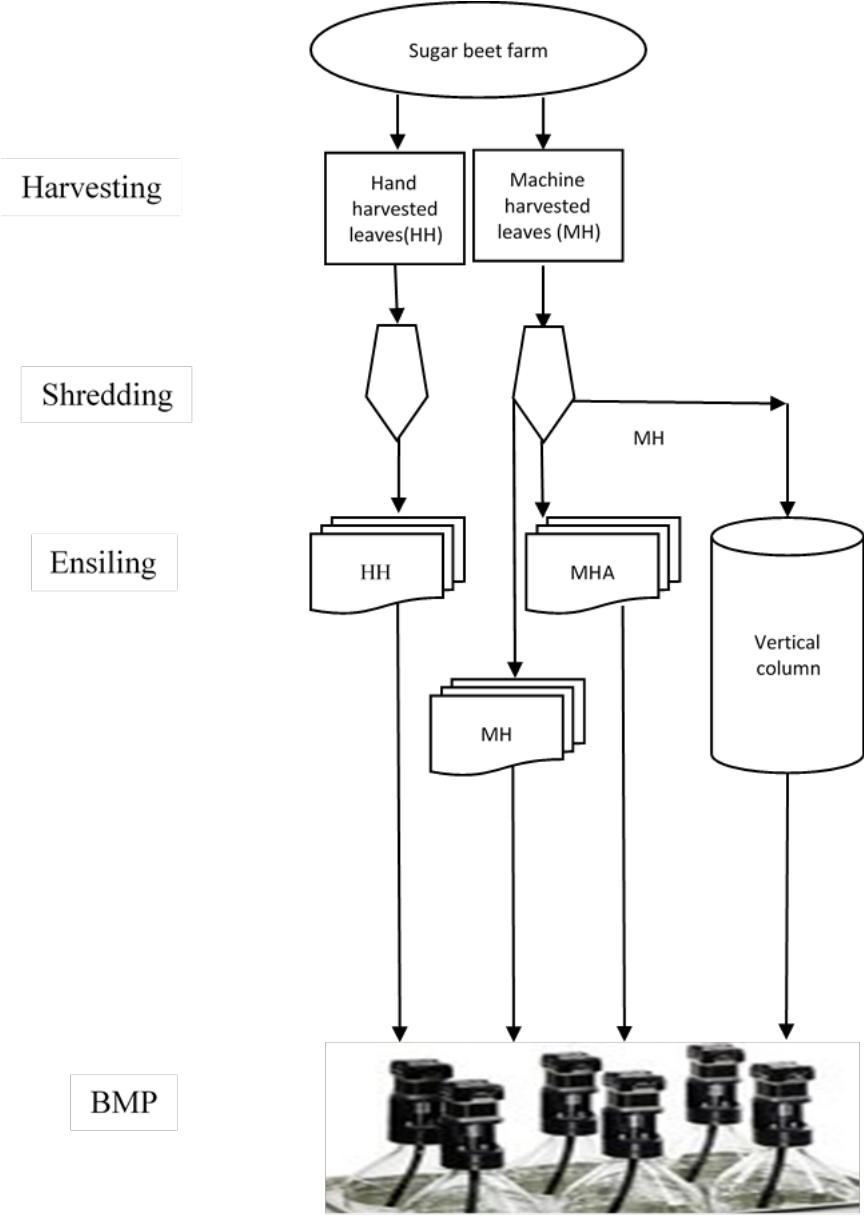 Sugar beet farm
Harvesting
Hand
harvested
leaves(HH)
Machine
harvested
leaves (MH)
Shredding
MH
Ensiling
HH
MHA
Vertical
column
MH
BMP